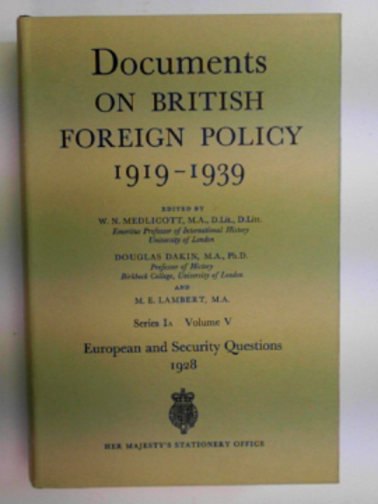 Documents
ON BRITISH
FOREIGN POLICY
1919-1939
EDITED BY
W. N. MEDLICOTT, M.A., D.Lit., D.Litt.
Emeritus Professor of International History
University of London
DOUGLAS DAKIN, M.A., Ph.D.
Professor of History
Birkbeck College, University of London
AND
M. E. LAMBERT, M.A.
Series IA Volume V
European and Security Questions
1928
HER MAJESTY'S STATIONERY OFFICE